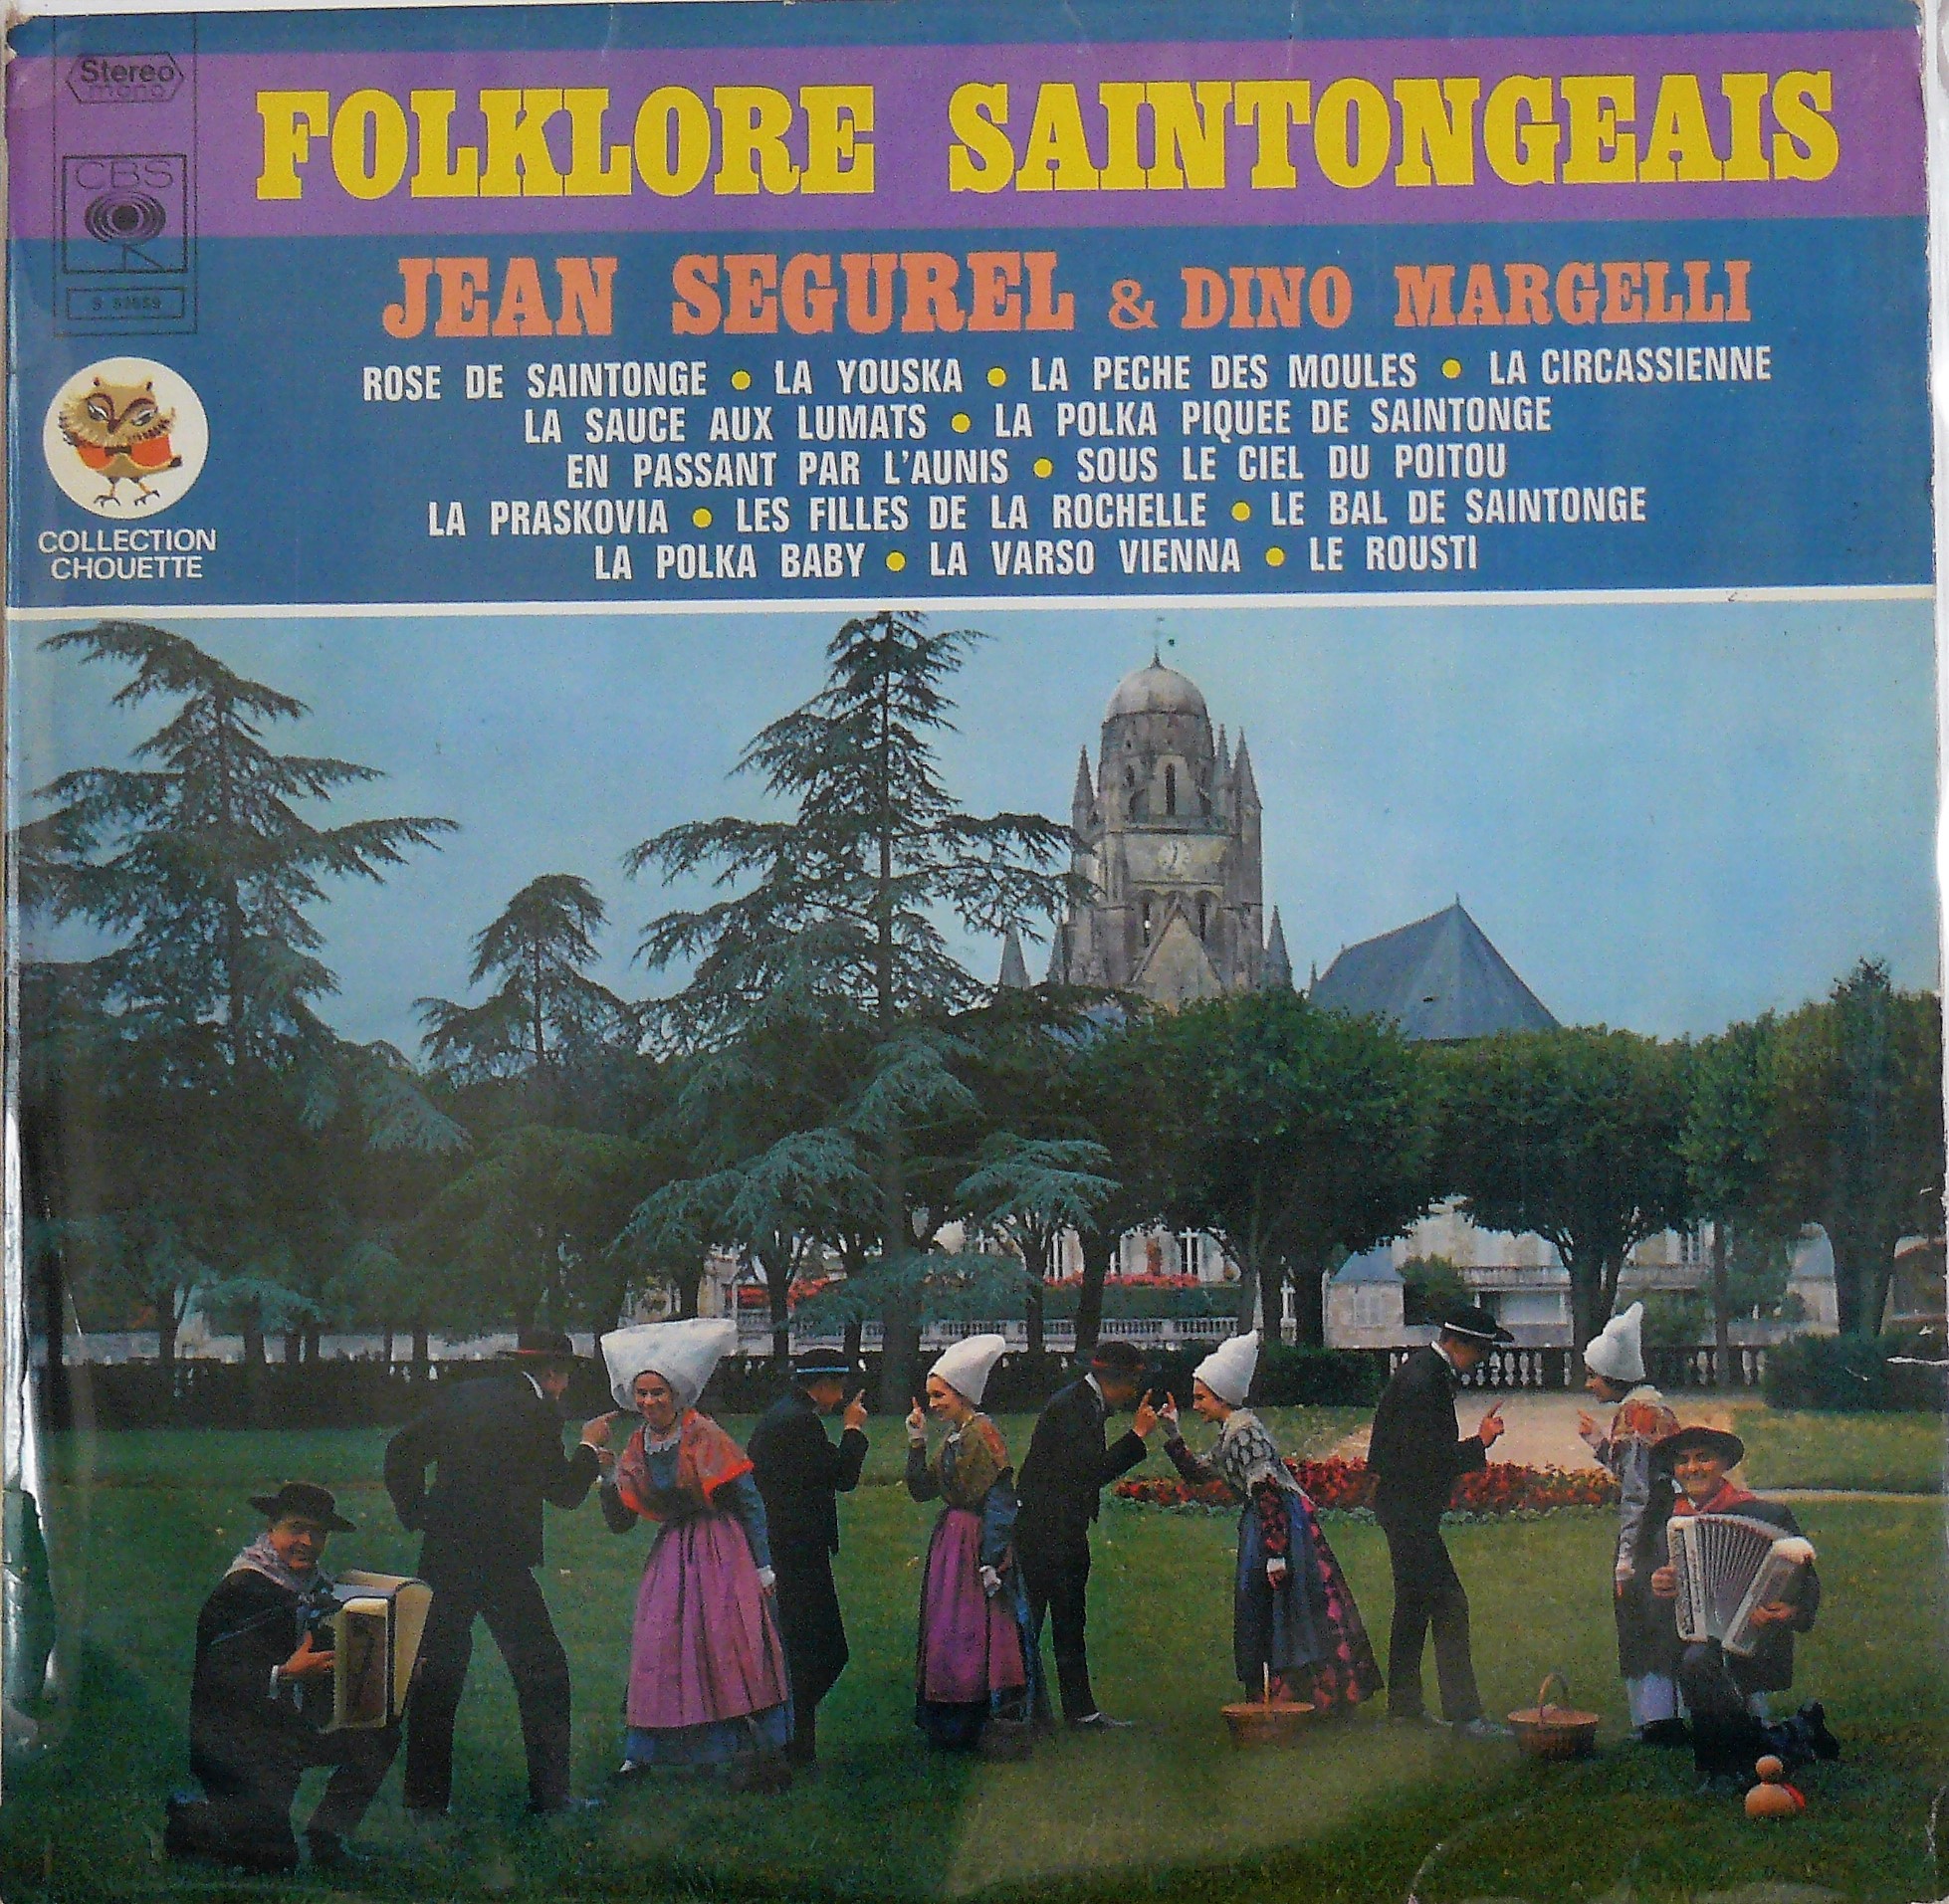 Stereo
mono
FOLKLORE SAINTONGEAIS
CBS
JEAN SEGUREL & DINO MARGELLI
ROSE DE SAINTONGE • LA YOUSKA • LA PECHE DES MOULES • LA CIRCASSIENNE
LA SAUCE AUX LUMATS • LA POLKA PIQUEE DE SAINTONGE
EN PASSANT PAR L'AUNIS • SOUS LE CIEL DU POITOU
LA PRASKOVIA • LES FILLES DE LA ROCHELLE • LE BAL DE SAINTONGE
LA POLKA BABY • LA VARSO VIENNA • LE ROUSTI
COLLECTION
CHOUETTE